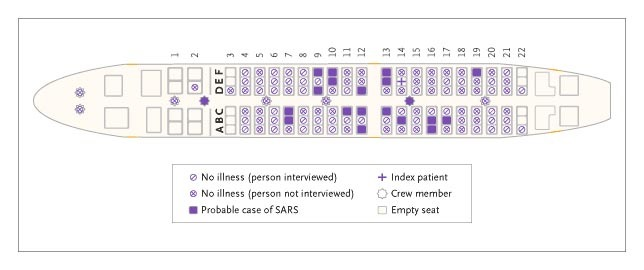 1 2 3 4 5 6 7 8 9 10 11 12 13 14 15 16 17 18 19 20 21 22
DEF
ABC
No illness (person interviewed)
No illness (person not interviewed)
Probable case of SARS
Index patient
Crew member
Empty seat